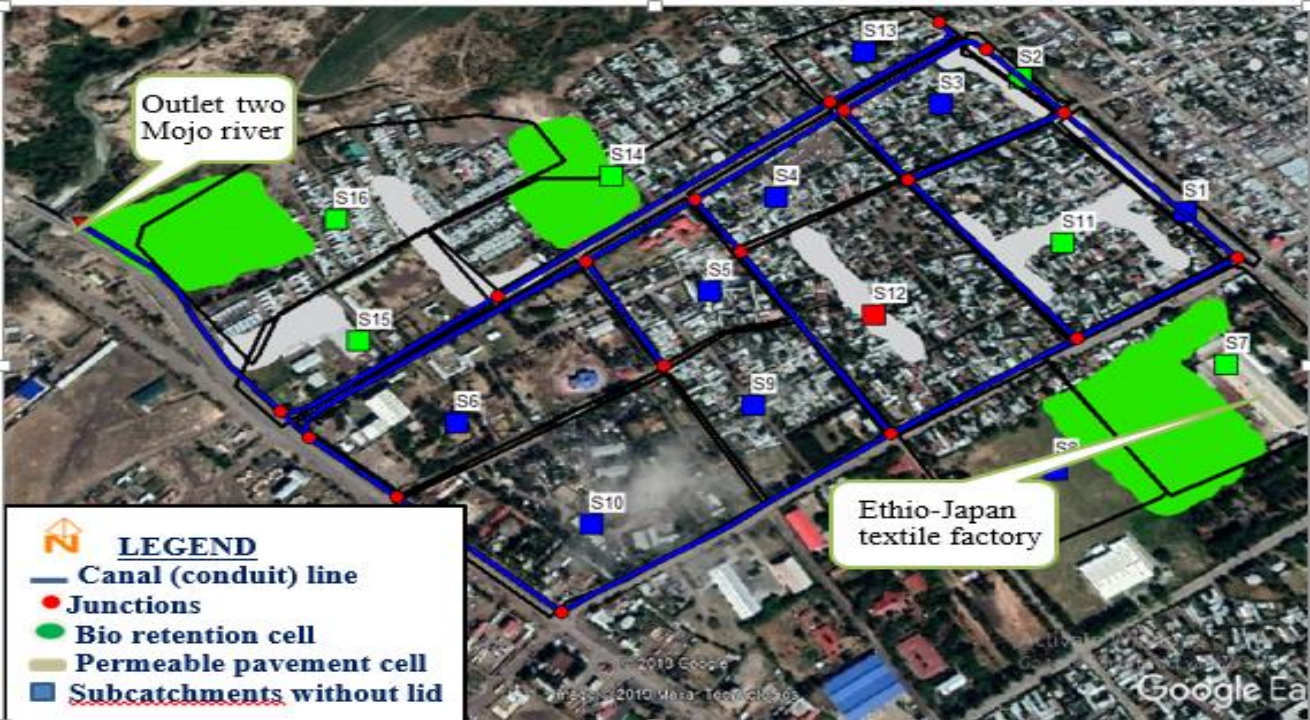 Outlet two
Mojo river
S13
S2
S3
S14
S4
S1
S16
S11
S5
S12
S15
S7
S9
S6
S8
S10
Ethio-Japan
textile factory
N
LEGEND
Canal (conduit) line
Junctions
Bio retention cell
Permeable pavement cell
Subcatchments without lid
Google Ea